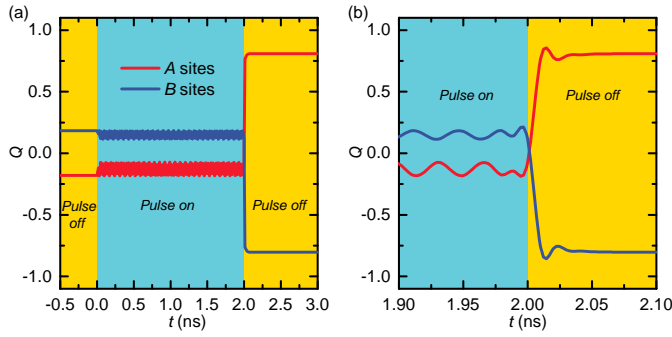 (a)
1.0
0.5
0.0
-0.5
-1.0
Q
A sites
B sites
Pulse
off
Pulse on
Pulse off
-0.5 0.0 0.5 1.0 1.5 2.0 2.5 3.0
t (ns)
(b)
1.0
0.5
0.0
-0.5
-1.0
Q
Pulse on
Pulse off
1.90 1.95 2.00 2.05 2.10
t (ns)